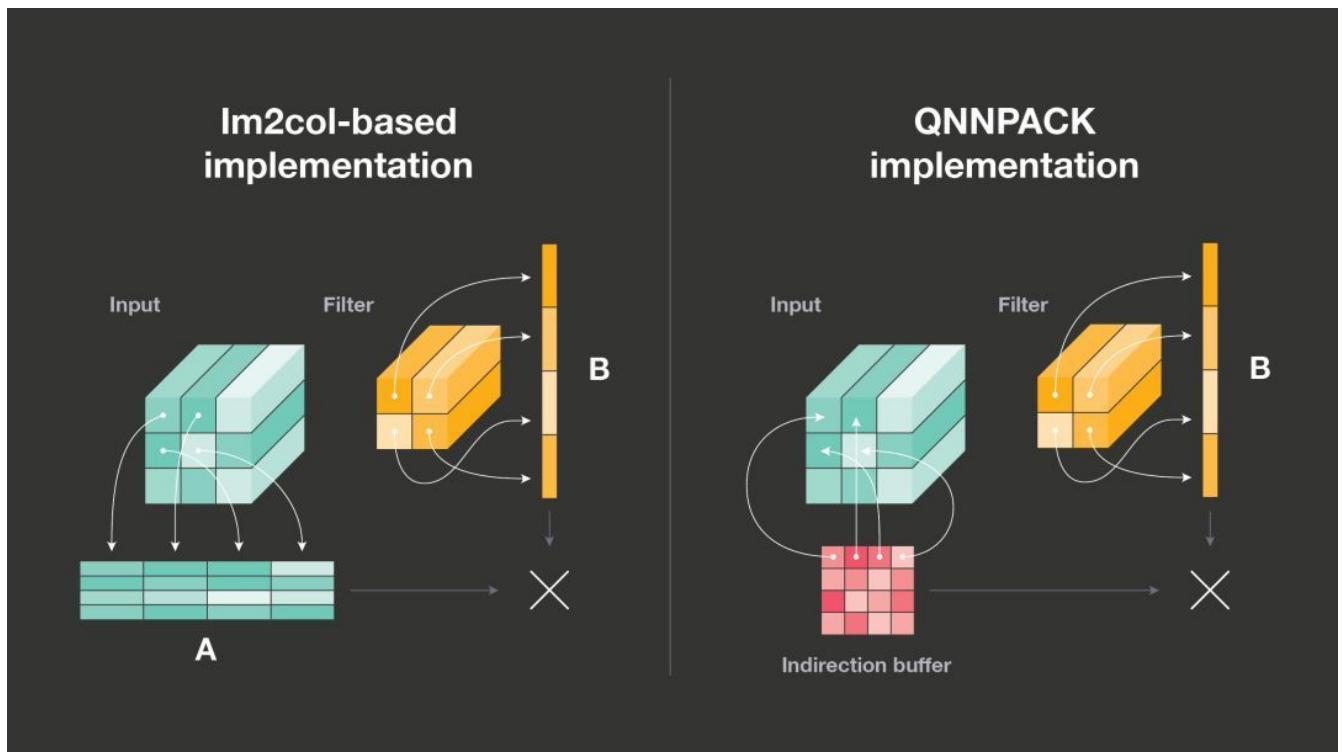 Im2col-based
implementation
Input
Filter
B
A
QNNPACK
implementation
Input
Filter
B
Indirection buffer